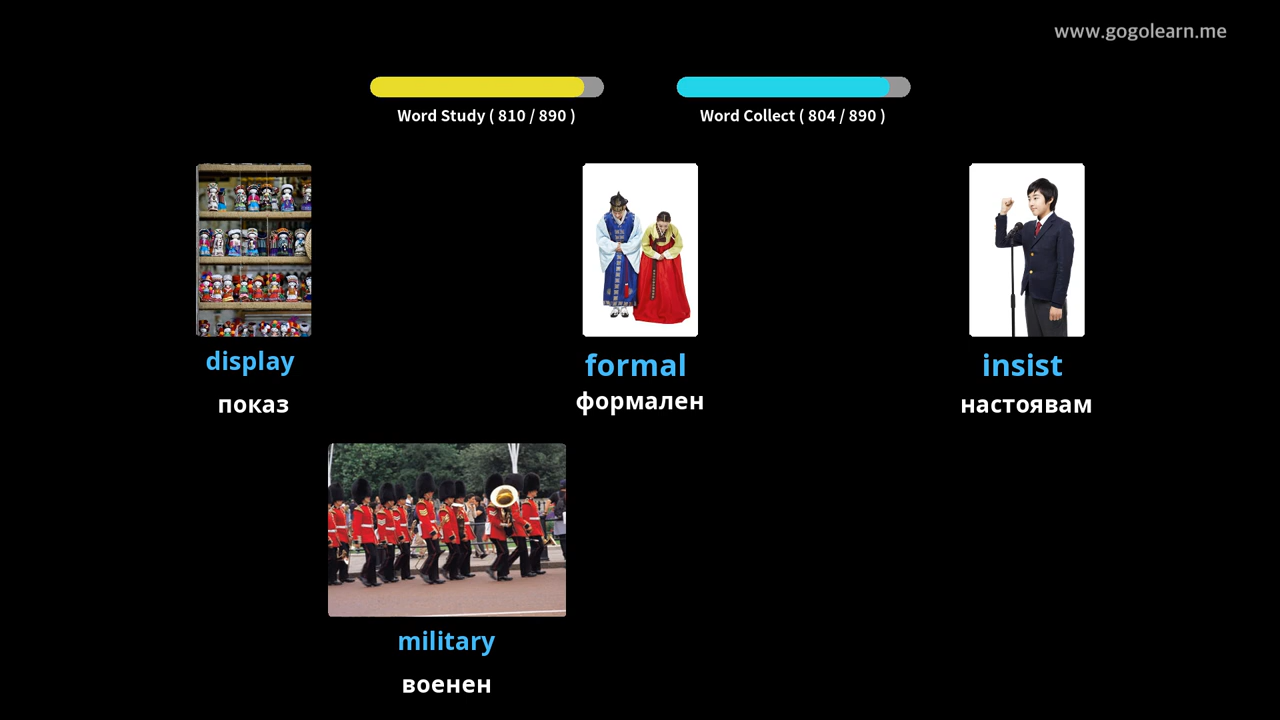 www.gogolearn.me
Word Study ( 810 / 890 )
Word Collect ( 804 / 890 )
display
formal
insist
показ
формален
настоявам
military
военен